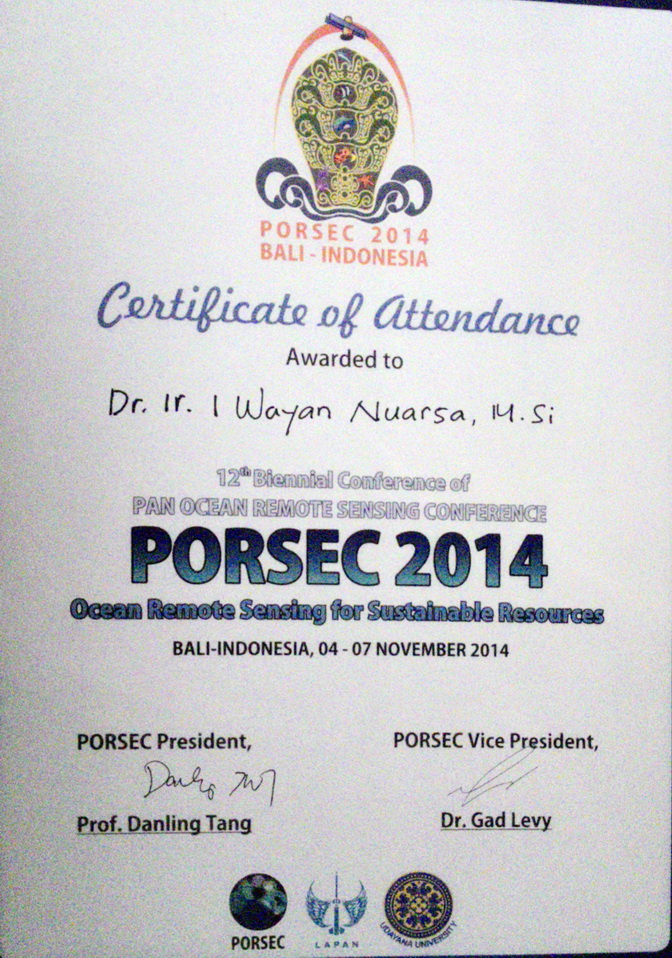 PORSEC 2014
BALI - INDONESIA
Certificate of Attendance
Awarded to
Dr. Ir. I Wayan Nuarsa, M.Si
12th Biennial Conference of
PAN OCEAN REMOTE SENSING CONFERENCE
PORSEC 2014
Ocean Remote Sensing for Sustainable Resources
BALI-INDONESIA, 04 - 07 NOVEMBER 2014
PORSEC President,
PORSEC Vice President,
Prof. Danling Tang
Dr. Gad Levy
PORSEC
LAPAN
UDAYANA UNIVERSITY